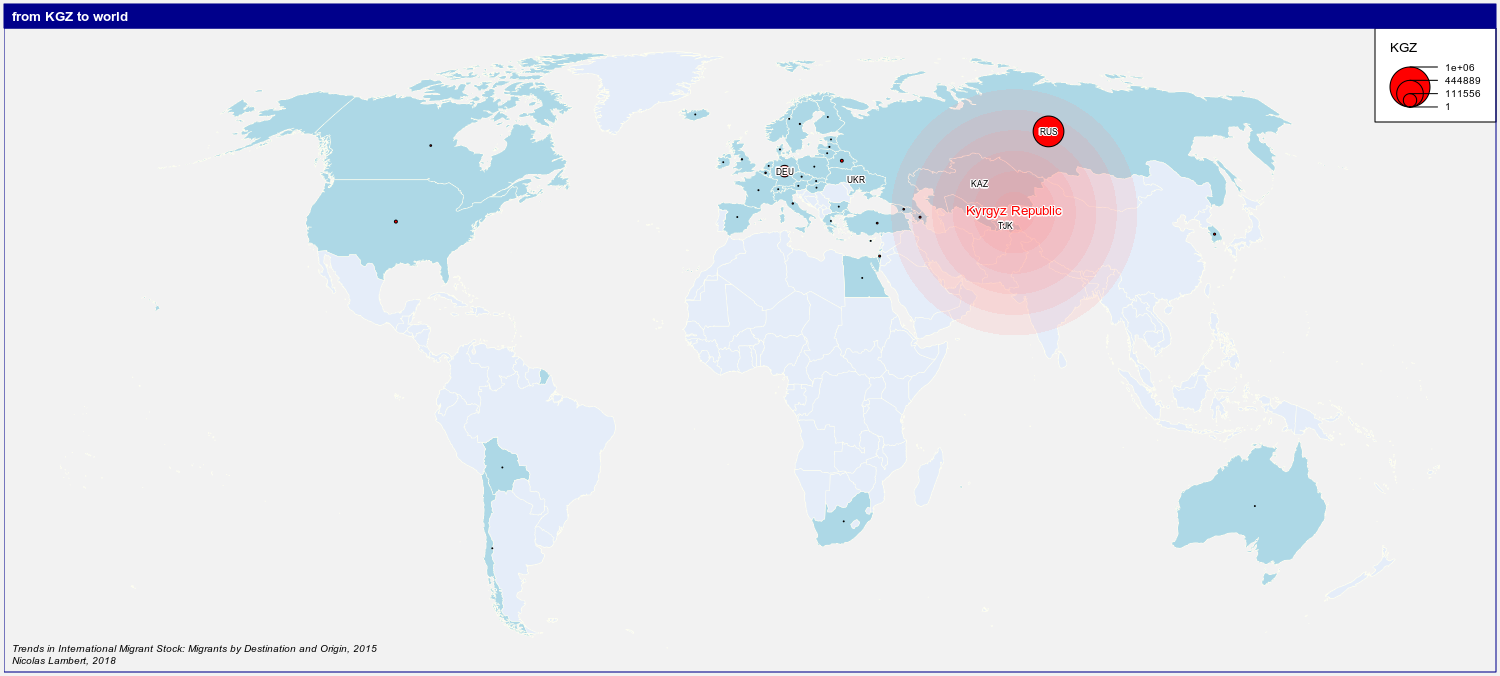 from KGZ to world
KGZ
1e+06
444889
111556
1
RUS
DEU
UKR
KAZ
Kyrgyz Republic
TJK
Trends in International Migrant Stock: Migrants by Destination and Origin, 2015
Nicolas Lambert, 2018